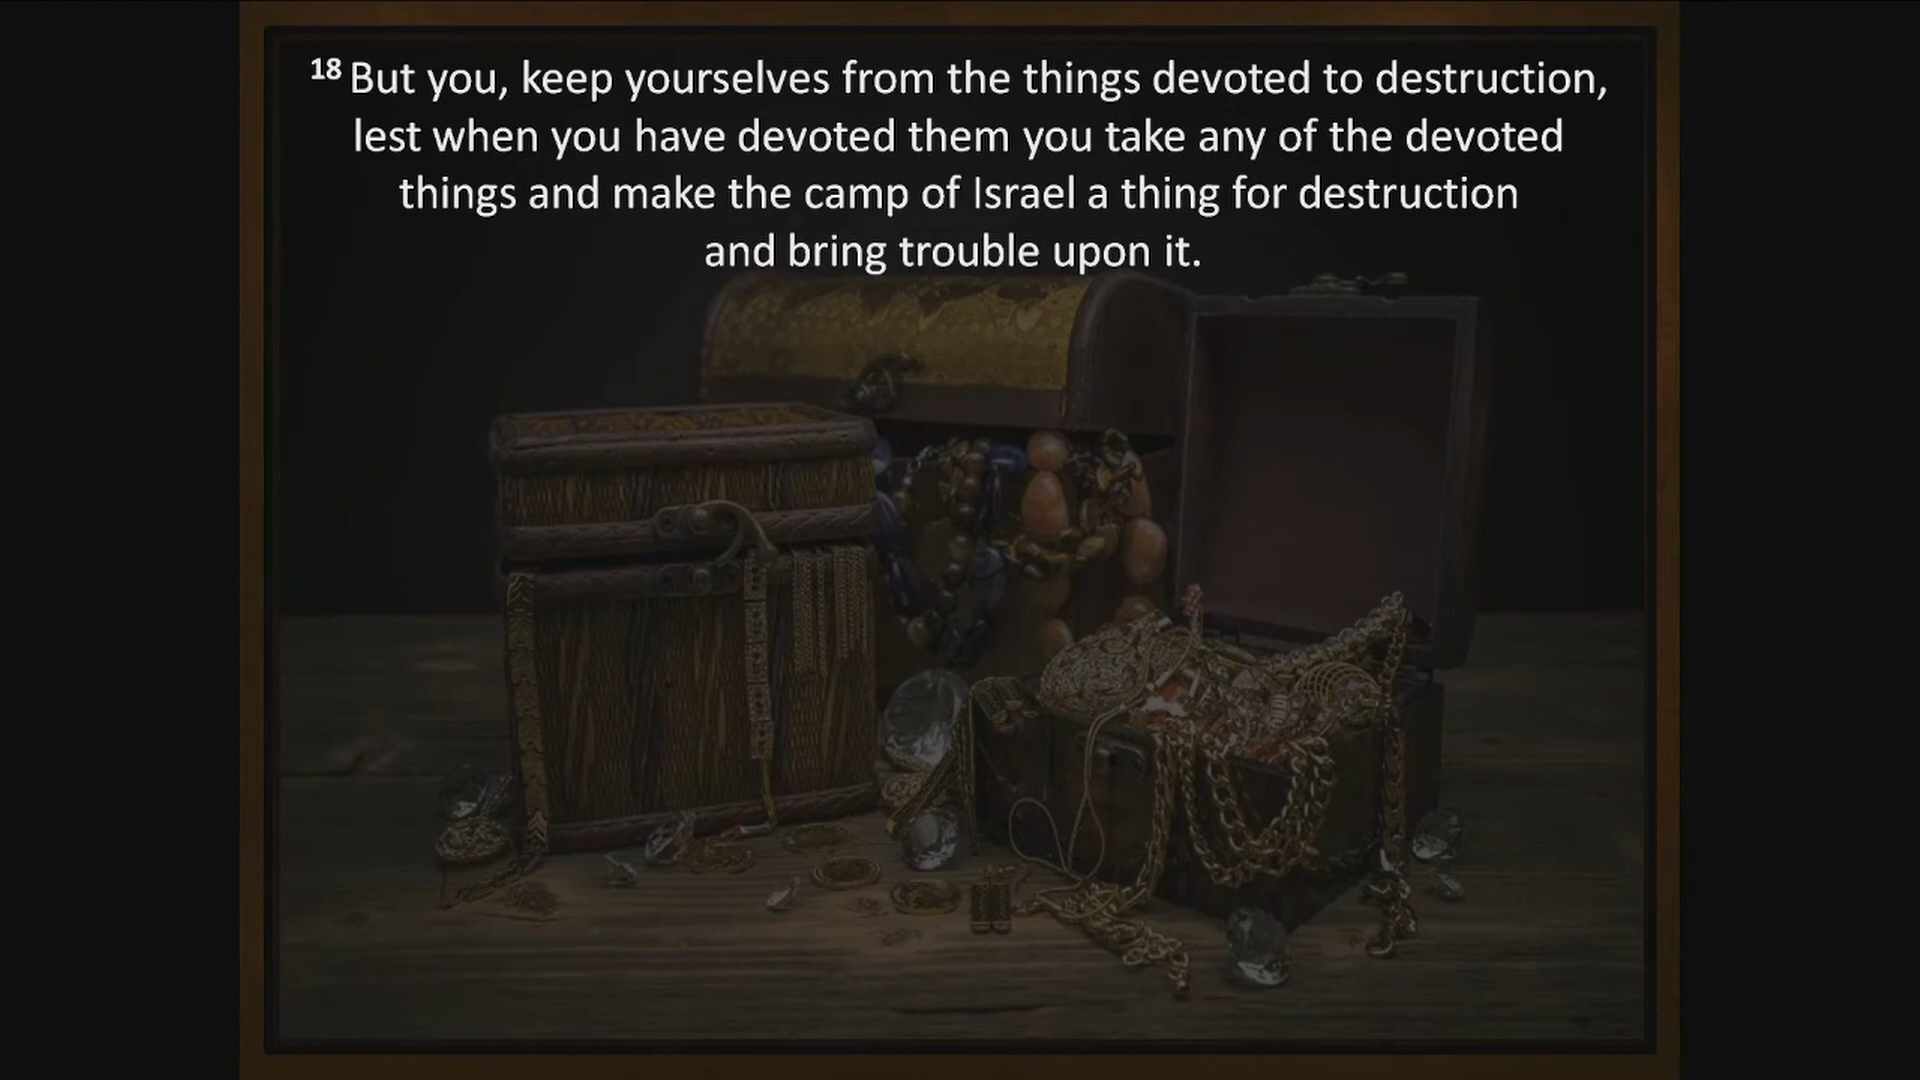 18 But you, keep yourselves from the things devoted to destruction,
lest when you have devoted them you take any of the devoted
things and make the camp of Israel a thing for destruction
and bring trouble upon it.